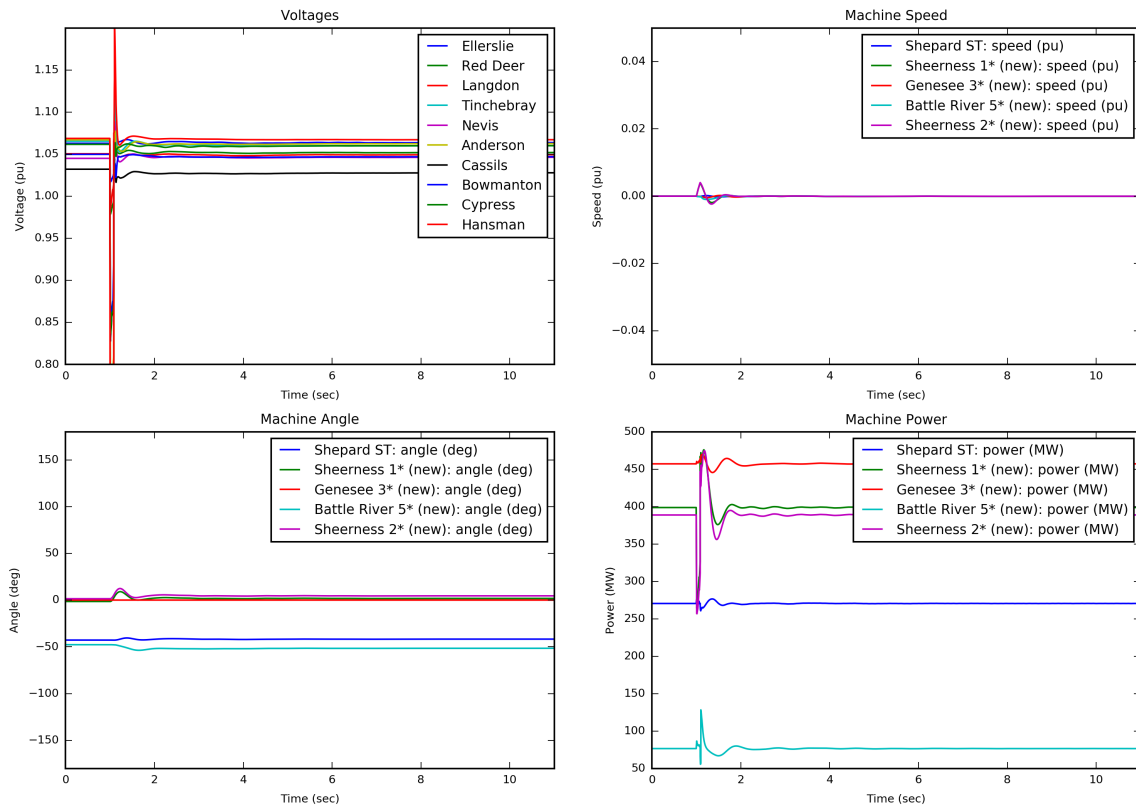 Voltages
1.15
1.10
1.05
1.00
0.95
0.90
0.85
0.80
Voltage (pu)
0
2
4
6
8
10
Time (sec)
Ellerslie
Red Deer
Langdon
Tinchebray
Nevis
Anderson
Cassils
Bowmanton
Cypress
Hansman
Machine Speed
0.04
0.02
0.00
−0.02
−0.04
Speed (pu)
0
2
4
6
8
10
Time (sec)
Shepard ST: speed (pu)
Sheerness 1* (new): speed (pu)
Genesee 3* (new): speed (pu)
Battle River 5* (new): speed (pu)
Sheerness 2* (new): speed (pu)
Machine Angle
150
100
50
0
−50
−100
−150
Angle (deg)
0
2
4
6
8
10
Time (sec)
Shepard ST: angle (deg)
Sheerness 1* (new): angle (deg)
Genesee 3* (new): angle (deg)
Battle River 5* (new): angle (deg)
Sheerness 2* (new): angle (deg)
Machine Power
500
450
400
350
300
250
200
150
100
50
Power (MW)
0
2
4
6
8
10
Time (sec)
Shepard ST: power (MW)
Sheerness 1* (new): power (MW)
Genesee 3* (new): power (MW)
Battle River 5* (new): power (MW)
Sheerness 2* (new): power (MW)